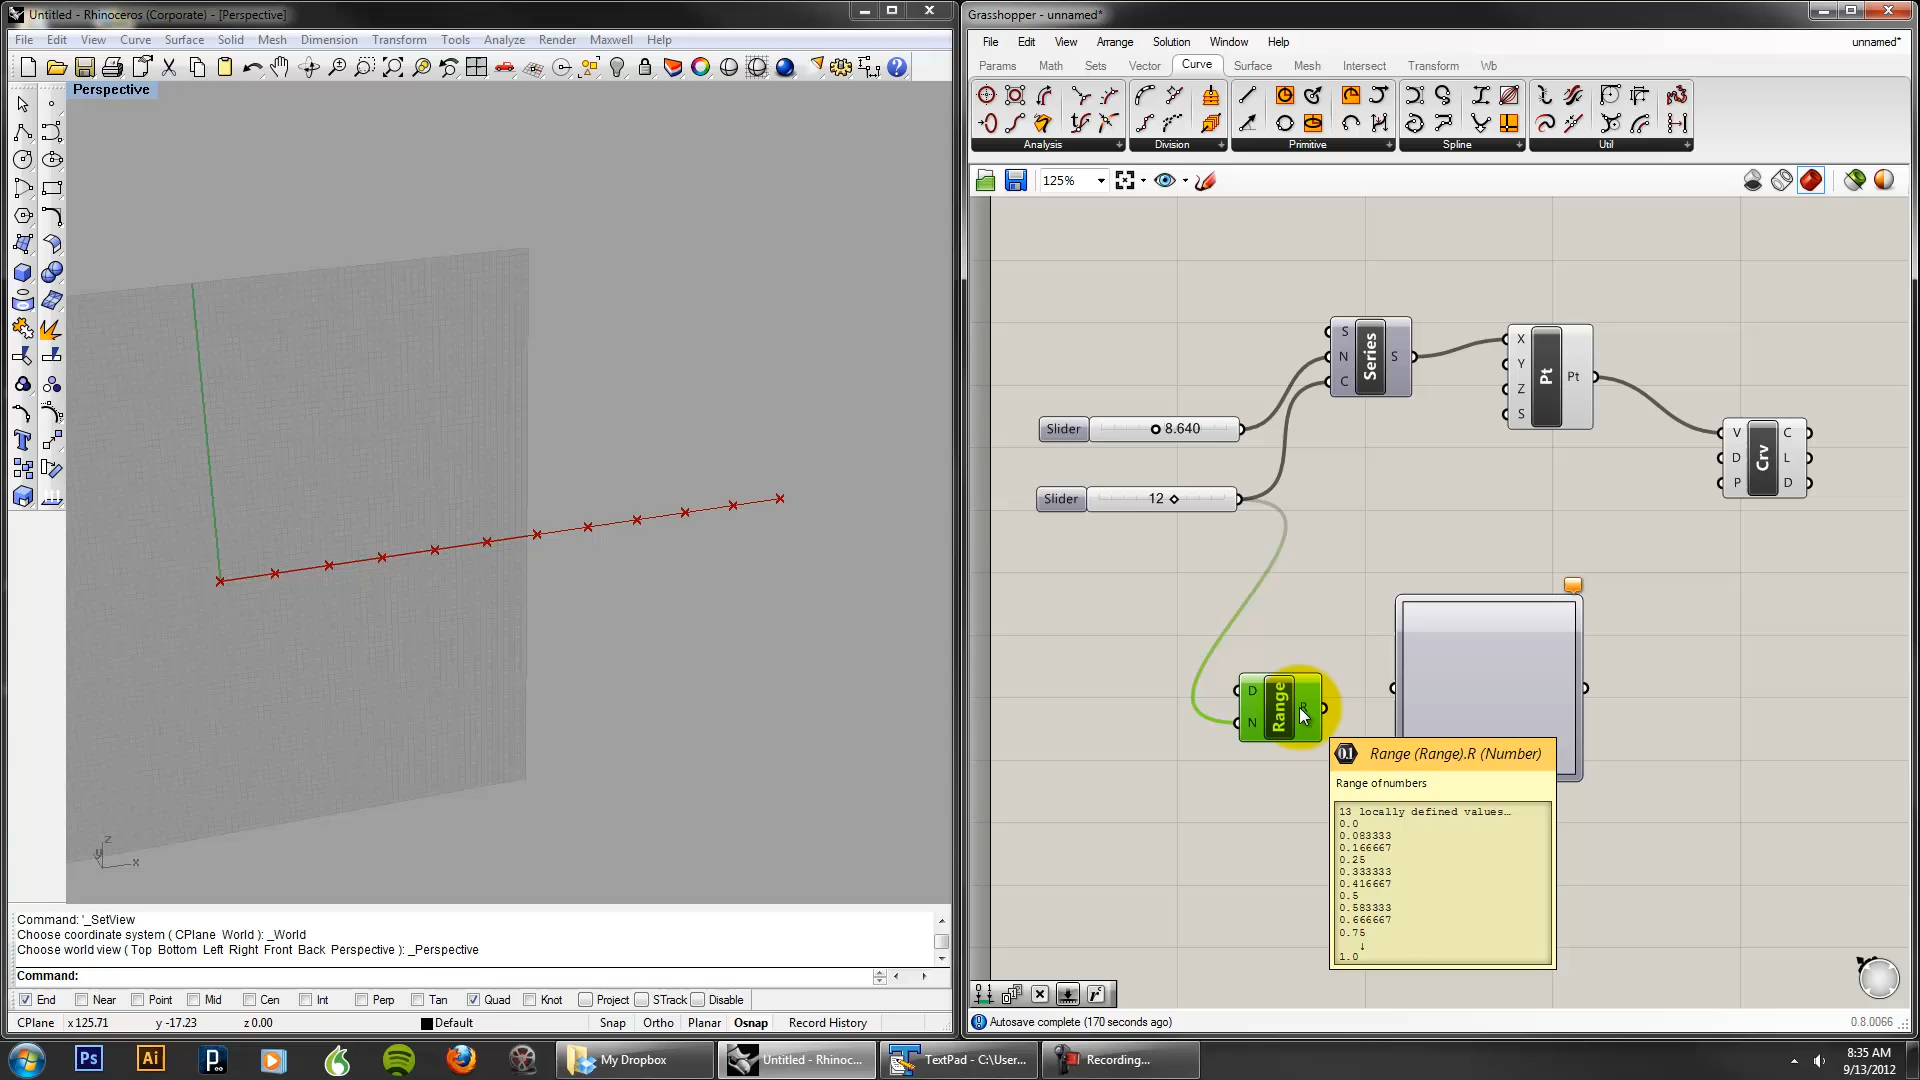 Untitled - Rhinoceros (Corporate) - [Perspective]
File Edit View Curve Surface Solid Mesh Dimension Transform Tools Analyze Render Maxwell Help
Perspective
z
y
x
Command: '_SetView
Choose coordinate system ( CPlane World ): _World
Choose world view ( Top Bottom Left Right Front Back Perspective ): _Perspective
Command:
End Near Point Mid Cen Int Perp Tan Quad Knot Project STrack Disable
CPlane x 125.71 y -17.23 z 0.00 Default Snap Ortho Planar Osnap Record History
Grasshopper - unnamed*
File Edit View Arrange Solution Window Help unnamed*
Params Math Sets Vector Curve Surface Mesh Intersect Transform Wb
Analysis Division Primitive Spline Util
125%
S
N
C
Series
S
X
Y
Z
S
Pt
Pt
V
D
P
Crv
C
L
D
Slider 8.640
Slider 12
D
N
Range
R
0.1 Range (Range).R (Number)
Range of numbers
13 locally defined values...
0.0
0.083333
0.166667
0.25
0.333333
0.416667
0.5
0.583333
0.666667
0.75
↓
1.0
Autosave complete (170 seconds ago) 0.8.0066
Ps Ai P.. My Dropbox Untitled - Rhinoc... TextPad - C:\User... Recording...
8:35 AM
9/13/2012